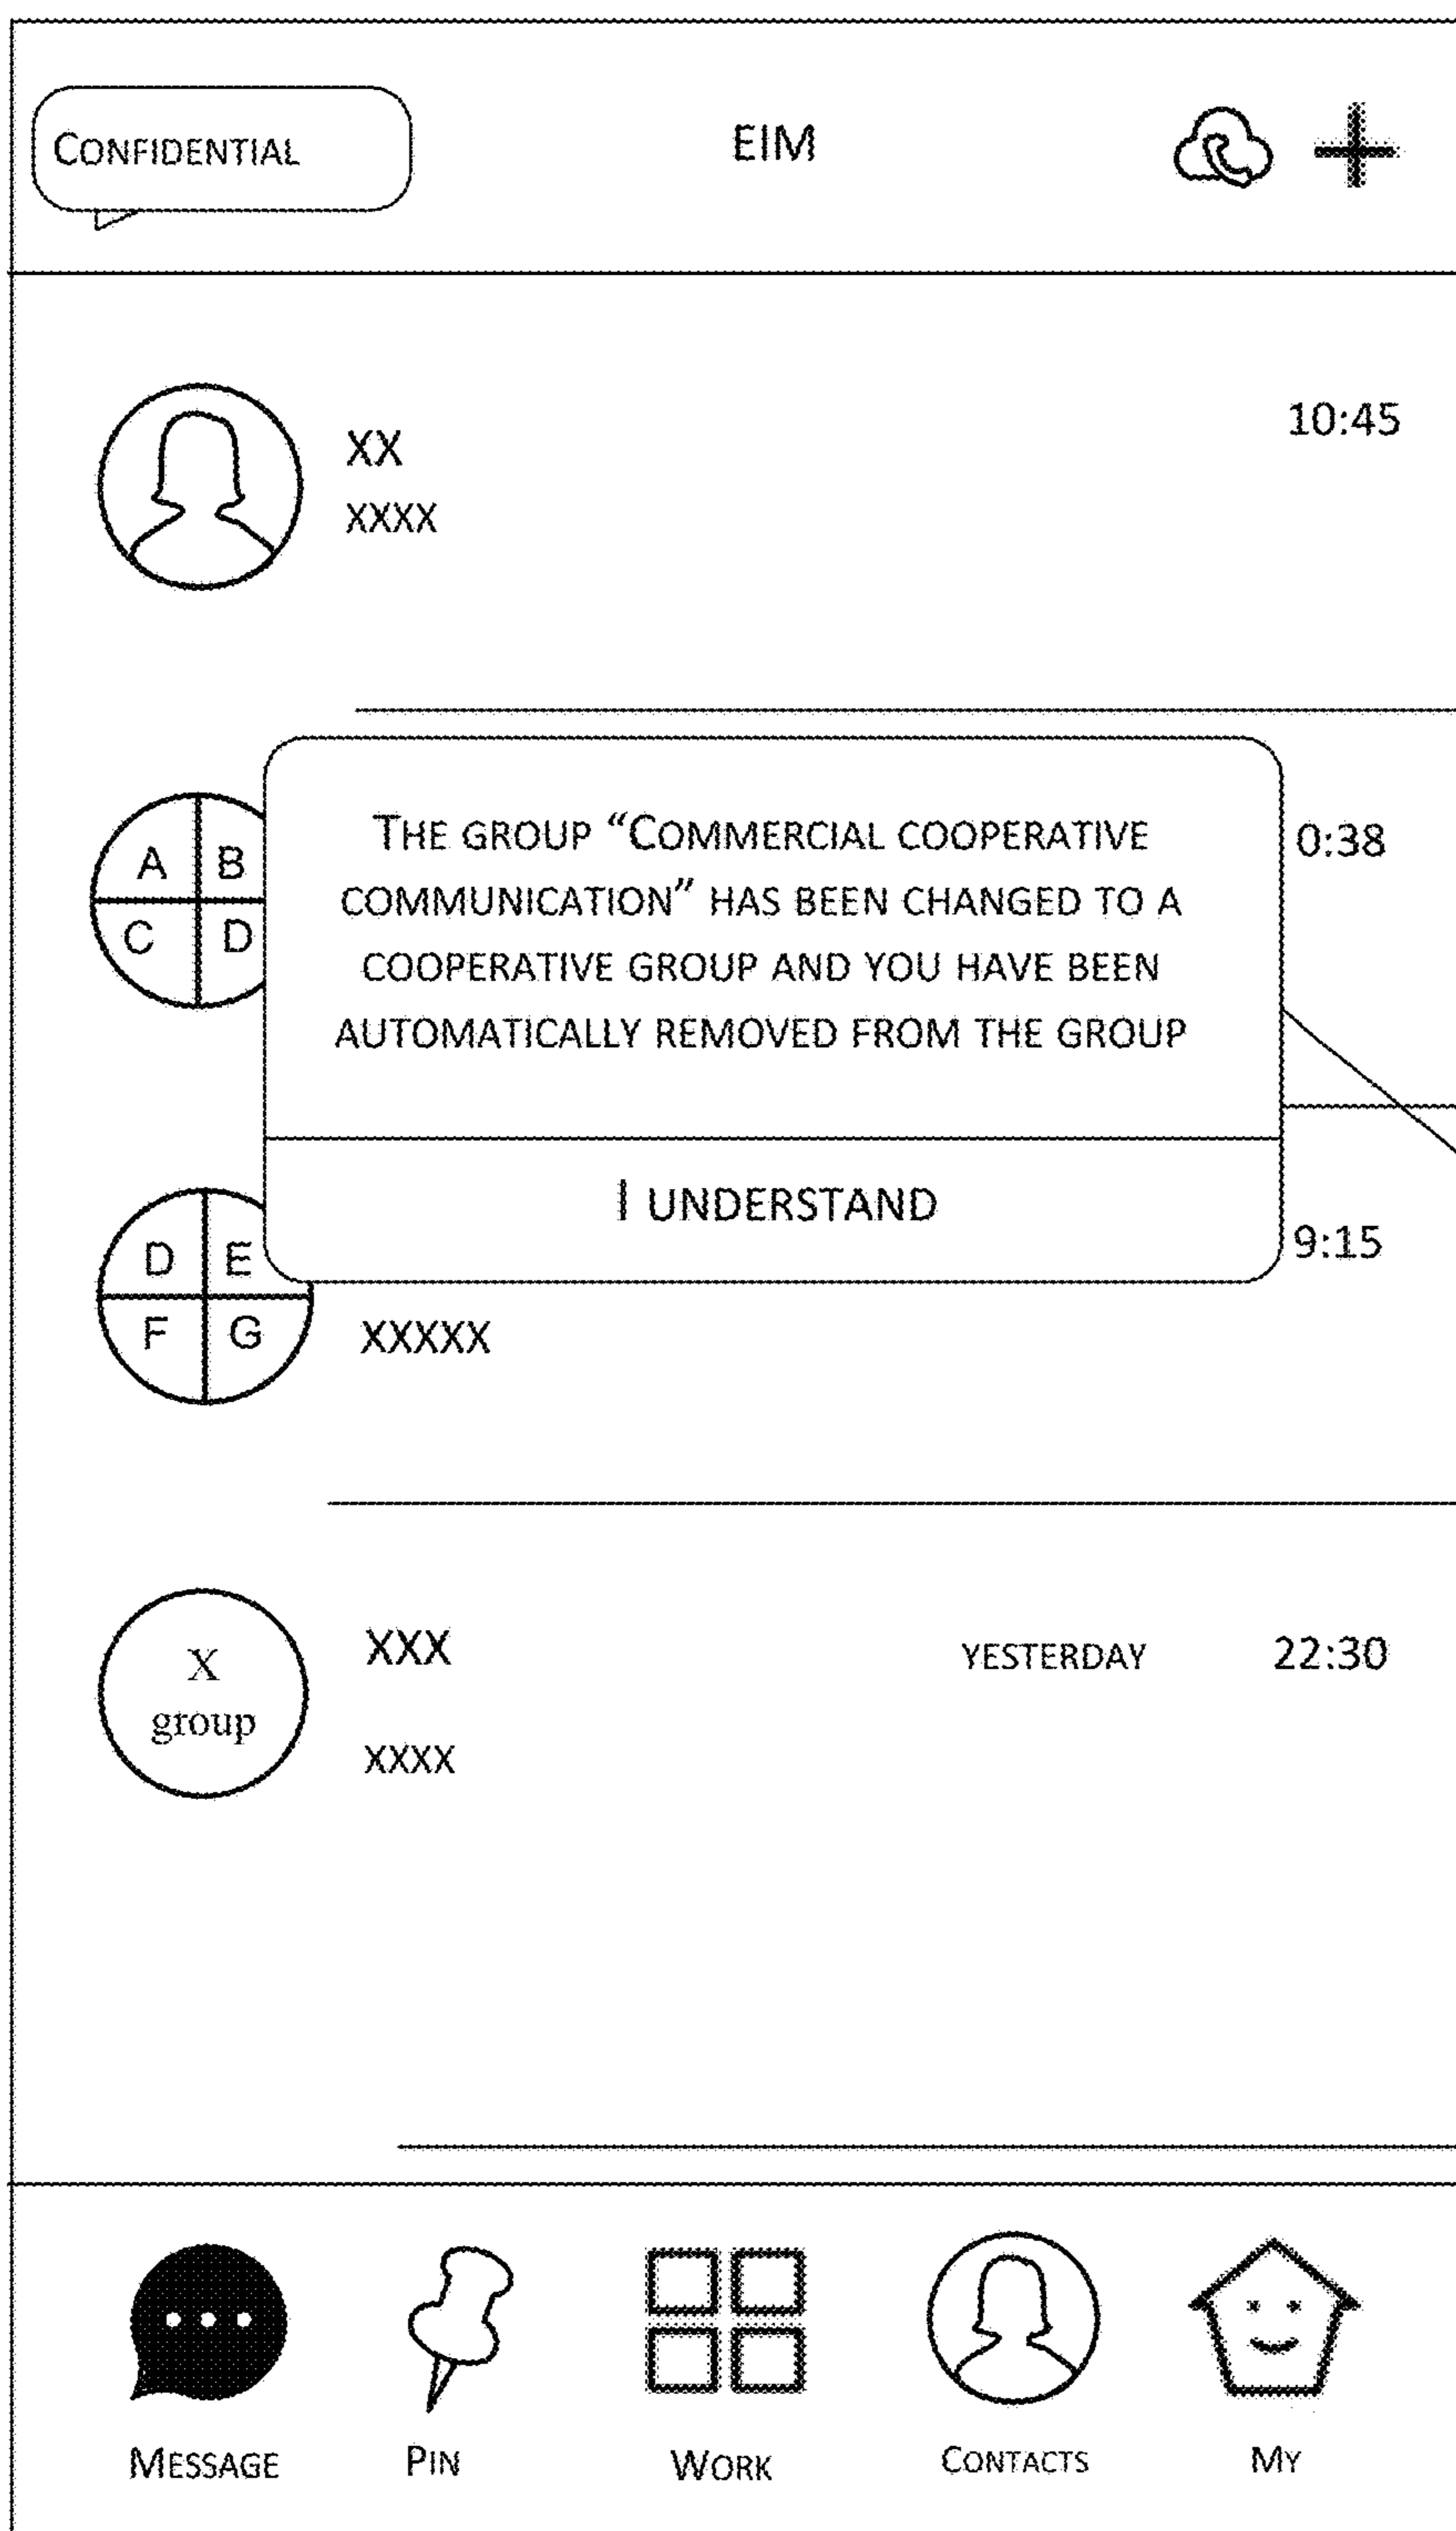 CONFIDENTIAL
EIM
XX
10:45
XXXX
A B
C D
THE GROUP “COMMERCIAL COOPERATIVE
COMMUNICATION” HAS BEEN CHANGED TO A
COOPERATIVE GROUP AND YOU HAVE BEEN
AUTOMATICALLY REMOVED FROM THE GROUP
0:38
I UNDERSTAND
D E
F G
9:15
XXXXX
X
group
XXX
YESTERDAY 22:30
XXXX
MESSAGE PIN WORK CONTACTS MY